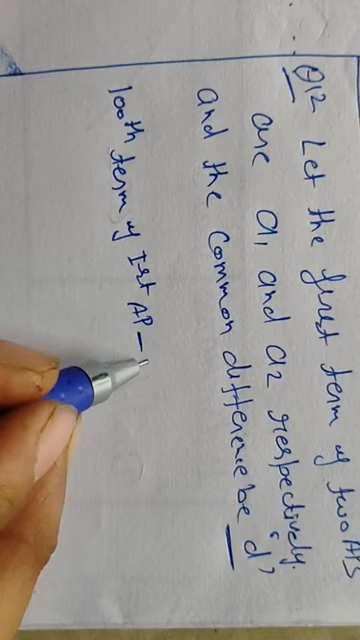 Q12 Let the first term of two APs
are a1 and a2 respectively.
and the common difference be 'd'
100th term of Ist AP -